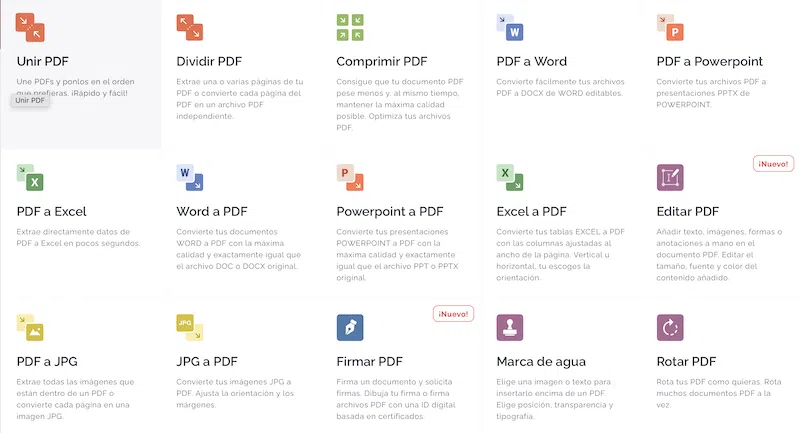 Unir PDF
Une PDFs y ponlos en el orden
que prefieras. ¡Rápido y fácil!
Unir PDF
Dividir PDF
Extrae una o varias páginas de tu
PDF o convierte cada pagina del
PDF en un archivo PDF
independiente.
Comprimir PDF
Consigue que tu documento PDF
pese menos y, al mismo tiempo,
mantener la máxima calidad
posible. Optimiza tus archivos
PDF.
W
PDF a Word
Convierte fácilmente tus archivos
PDF a DOCX de WORD editables.
P
PDF a Powerpoint
Convierte tus archivos PDF a
presentaciones PPTX de
POWERPOINT.
X
PDF a Excel
Extrae directamente datos de
PDF a Excel en pocos segundos.
W
Word a PDF
Convierte tus documentos
WORD a PDF con la máxima
calidad y exactamente igual que
el archivo DOC o DOCX original.
P
Powerpoint a PDF
Convierte tus presentaciones
POWERPOINT a PDF con la
máxima calidad y exactamente
igual que el archivo PPT o PPTX
original.
X
Excel a PDF
Convierte tus tablas EXCEL a PDF
con las columnas ajustadas al
ancho de la página. Vertical u
horizontal, tu escoges la
orientación.
¡Nuevo!
Editar PDF
Añadir texto, imágenes, formas o
anotaciones a mano en el
documento PDF. Editar el
tamaño, fuente y color del
contenido añadido.
PDF a JPG
Extrae todas las imágenes que
están dentro de un PDF o
convierte cada página en una
imagen JPG.
JPG
JPG a PDF
Convierte tus imágenes JPG a
PDF. Ajusta la orientación y los
márgenes.
¡Nuevo!
Firmar PDF
Firma un documento y solicita
firmas. Dibuja tu firma o firma
archivos PDF con una ID digital
basada en certificados.
Marca de agua
Elige una imagen o texto para
insertarlo encima de un PDF.
Elige posición, transparencia y
tipografía.
Rotar PDF
Rota tus PDF como quieras. Rota
muchos documentos PDF a la
vez.